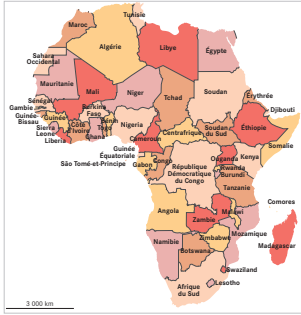 Tunisie
Maroc
Algérie
Libye
Égypte
Sahara
Occidental
Mauritanie
Mali
Niger
Tchad
Soudan
Érythrée
Djibouti
Sénégal
Gambie
Guinée-
Bissau
Guinée
Sierra
Leone
Liberia
Côte
d'Ivoire
Burkina
Faso
Ghana
Togo
Bénin
Nigeria
Cameroun
Centrafrique
Soudan
du Sud
Éthiopie
Somalie
Guinée
Équatoriale
São Tomé-et-Principe
Gabon
Congo
République
Démocratique
du Congo
Ouganda
Kenya
Rwanda
Burundi
Tanzanie
Comores
Angola
Zambie
Malawi
Mozambique
Madagascar
Zimbabwe
Namibie
Botswana
Swaziland
Lesotho
Afrique
du Sud
3 000 km